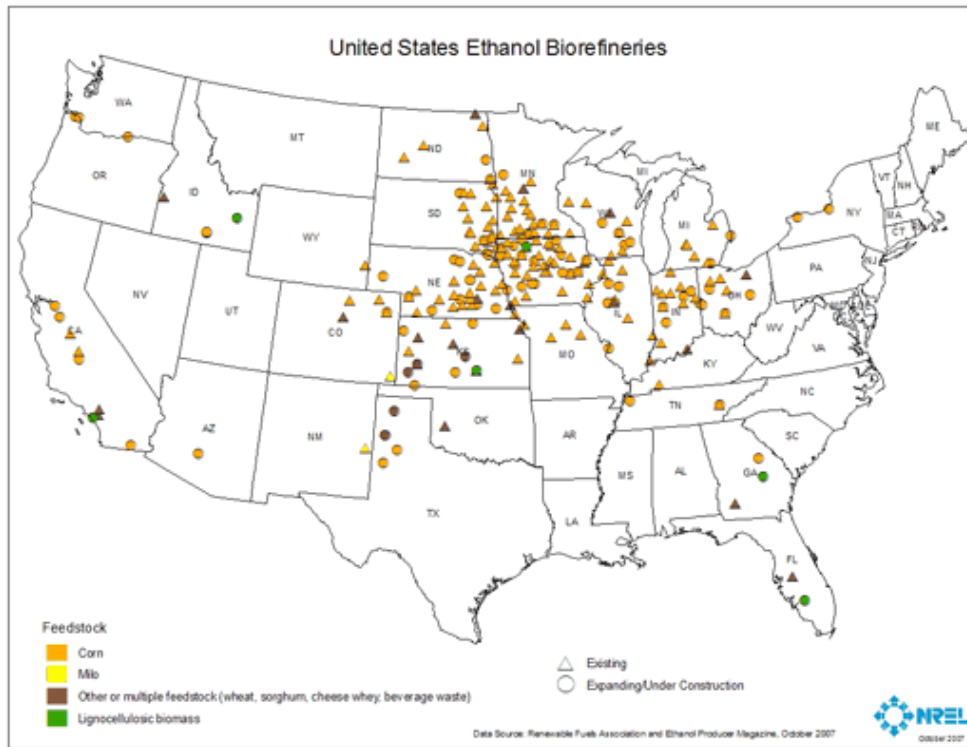 United States Ethanol Biorefineries
WA
MT
ND
MN
ME
OR
ID
SD
WI
MI
MI
VT
NH
NY
MA
CT
WY
NE
PA
NJ
NV
UT
CO
IL
IN
OH
WV
VA
CA
KS
MO
KY
NC
AZ
NM
OK
AR
TN
SC
MS
AL
GA
TX
LA
FL
Feedstock
Corn
Milo
Other or multiple feedstock (wheat, sorghum, cheese whey, beverage waste)
Lignocellulosic biomass
Existing
Expanding/Under Construction
Data Source: Renewable Fuels Association and Ethanol Producer Magazine, October 2007
NREL
October 2007